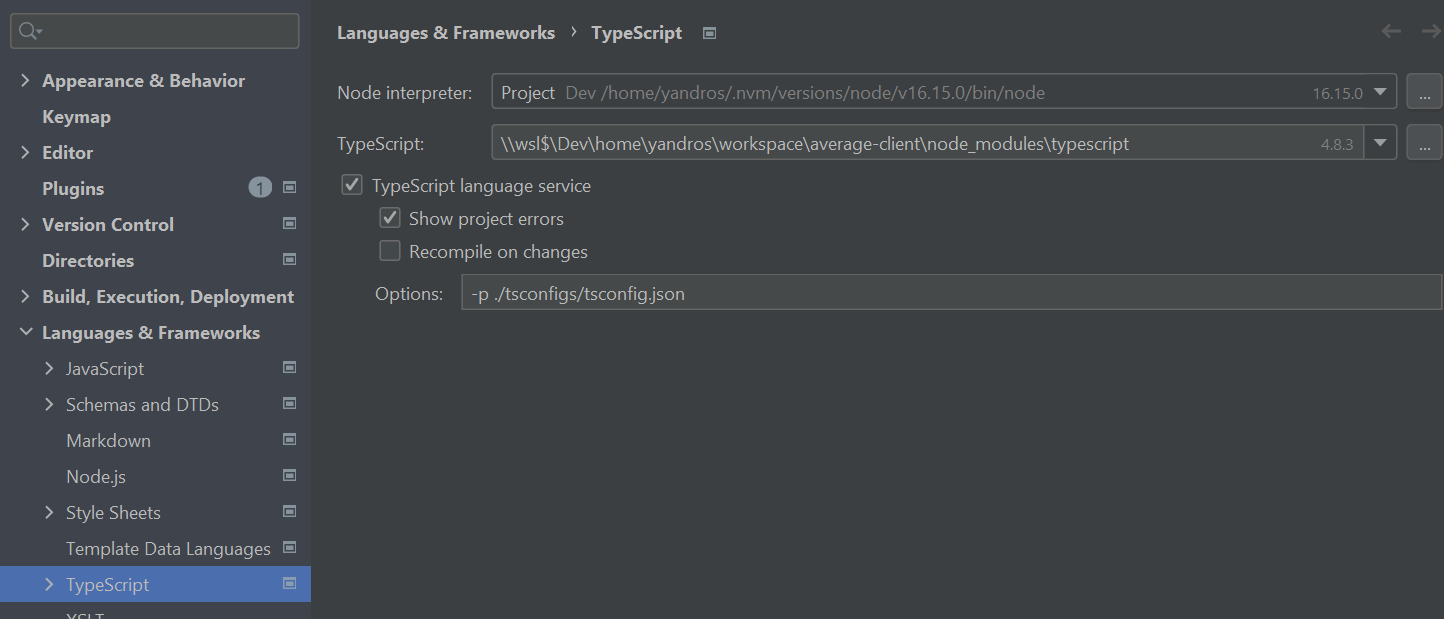 Languages & Frameworks › TypeScript
Appearance & Behavior
Keymap
Editor
Plugins 1
Version Control
Directories
Build, Execution, Deployment
Languages & Frameworks
JavaScript
Schemas and DTDs
Markdown
Node.js
Style Sheets
Template Data Languages
TypeScript
XSLT
Node interpreter: Project Dev /home/yandros/.nvm/versions/node/v16.15.0/bin/node 16.15.0 ...
TypeScript: \\wsl$\Dev\home\yandros\workspace\average-client\node_modules\typescript 4.8.3 ...
TypeScript language service
Show project errors
Recompile on changes
Options: -p ./tsconfigs/tsconfig.json